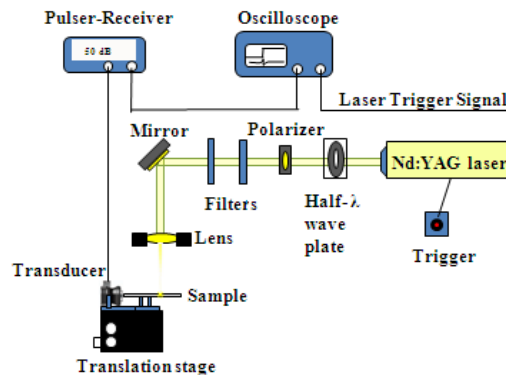 Pulser-Receiver
Oscilloscope
50 dB
Laser Trigger Signal
Mirror
Polarizer
Nd:YAG laser
Filters
Half-λ
wave
plate
Lens
Trigger
Transducer
Sample
Translation stage